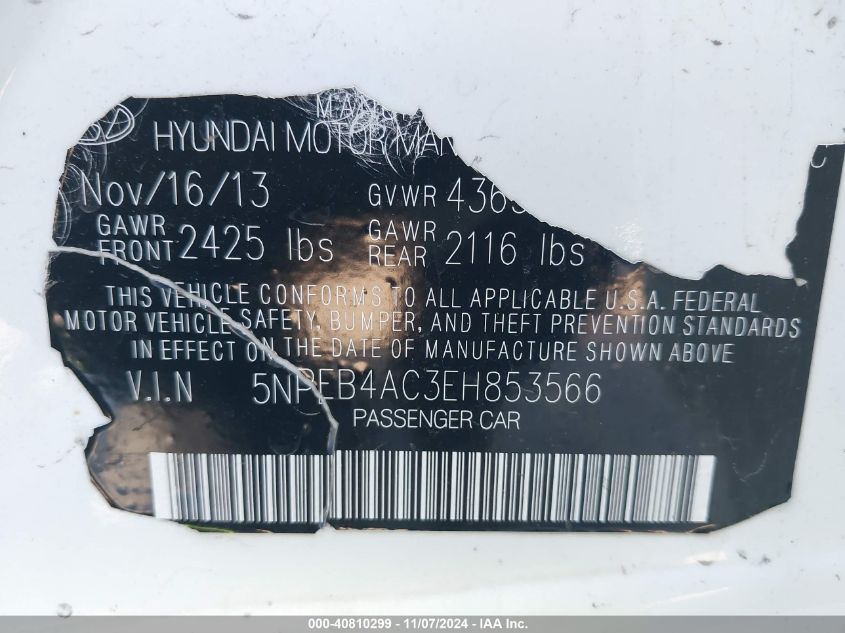 HYUNDAI MOTOR
Nov/16/13 GVWR
GAWR FRONT 2425 lbs GAWR REAR 2116 lbs
THIS VEHICLE CONFORMS TO ALL APPLICABLE U.S.A. FEDERAL
MOTOR VEHICLE SAFETY, BUMPER, AND THEFT PREVENTION STANDARDS
IN EFFECT ON THE DATE OF MANUFACTURE SHOWN ABOVE
V.I.N 5NPEB4AC3EH853566
PASSENGER CAR
000-40810299 - 11/07/2024 - IAA Inc.